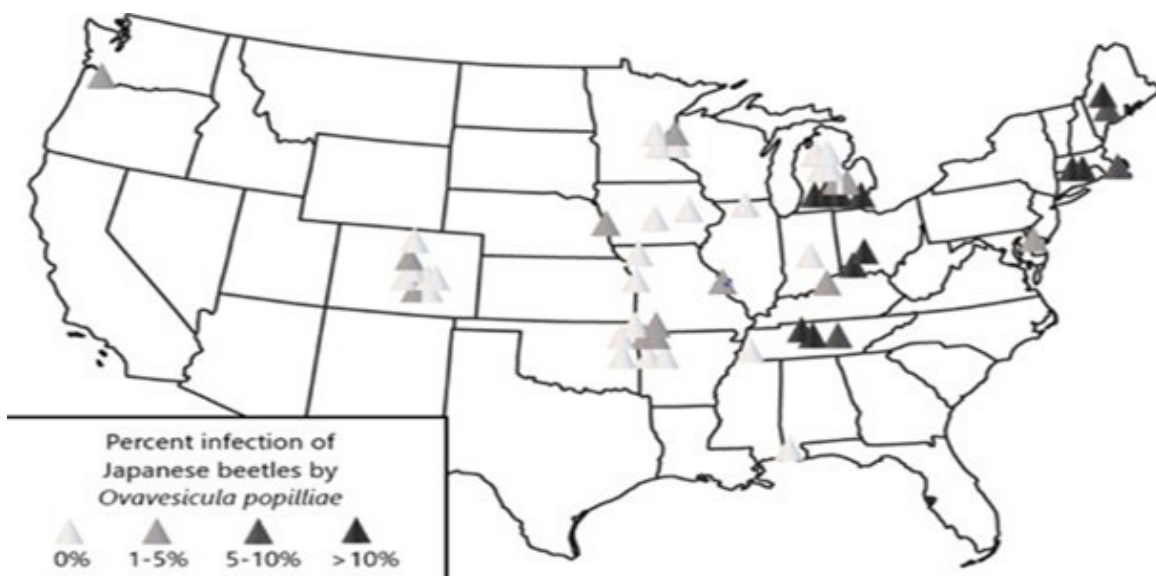 Percent infection of
Japanese beetles by
Ovavesicula popilliae
0% 1-5% 5-10% >10%